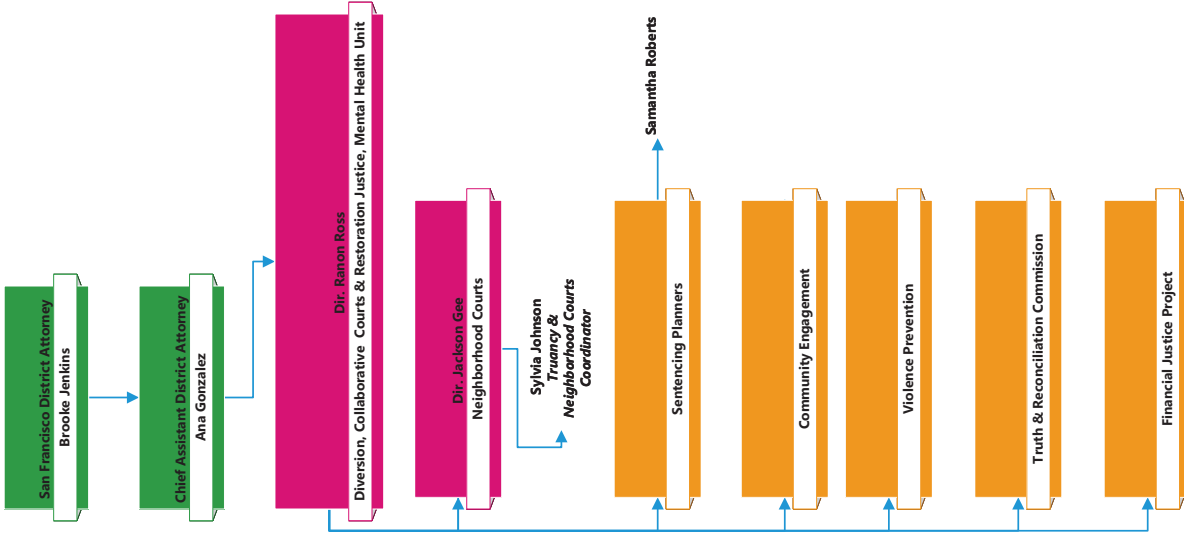 San Francisco District Attorney
Brooke Jenkins
Chief Assistant District Attorney
Ana Gonzalez
Dir. Ranon Ross
Diversion, Collaborative Courts & Restoration Justice, Mental Health Unit
Dir. Jackson Gee
Neighborhood Courts
Sylvia Johnson
Truancy &
Neighborhood Courts
Coordinator
Sentencing Planners
Samantha Roberts
Community Engagement
Violence Prevention
Truth & Reconciliation Commission
Financial Justice Project